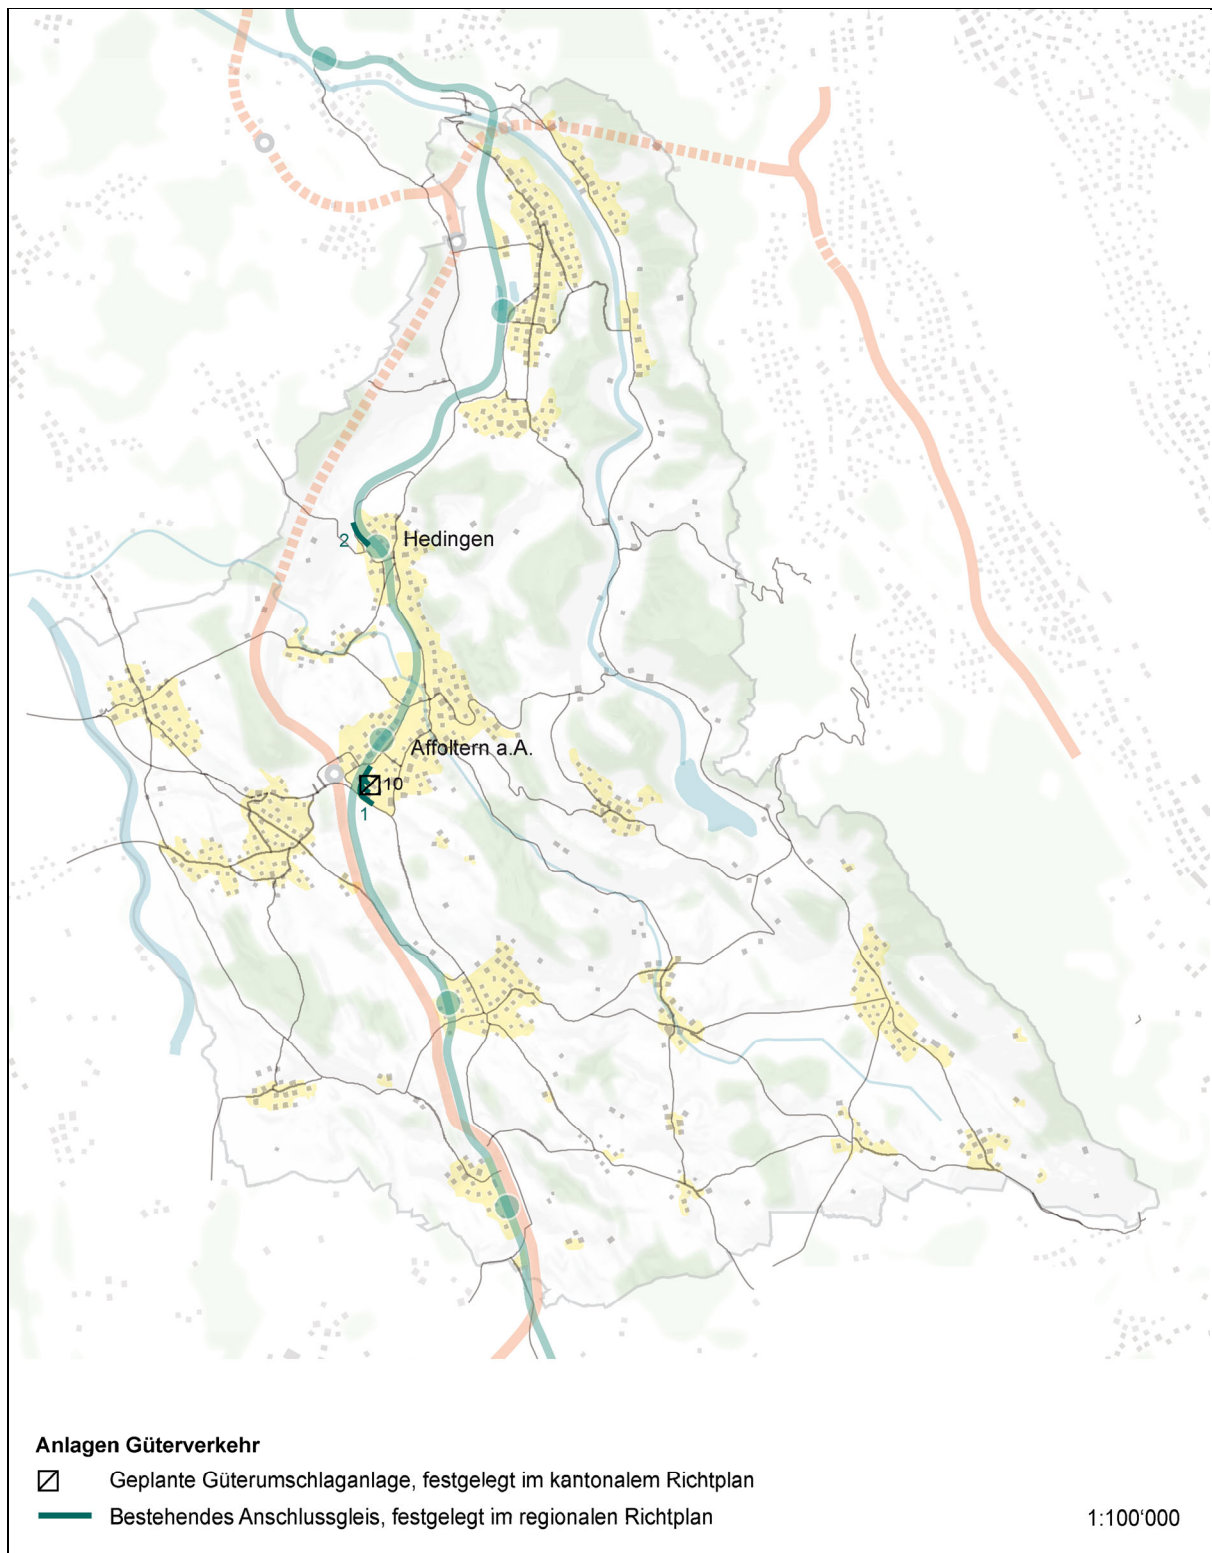 2
Hedingen
Affoltern a.A.
10
1
Anlagen Güterverkehr
Geplante Güterumschlaganlage, festgelegt im kantonalem Richtplan
Bestehendes Anschlussgleis, festgelegt im regionalen Richtplan
1:100‘000